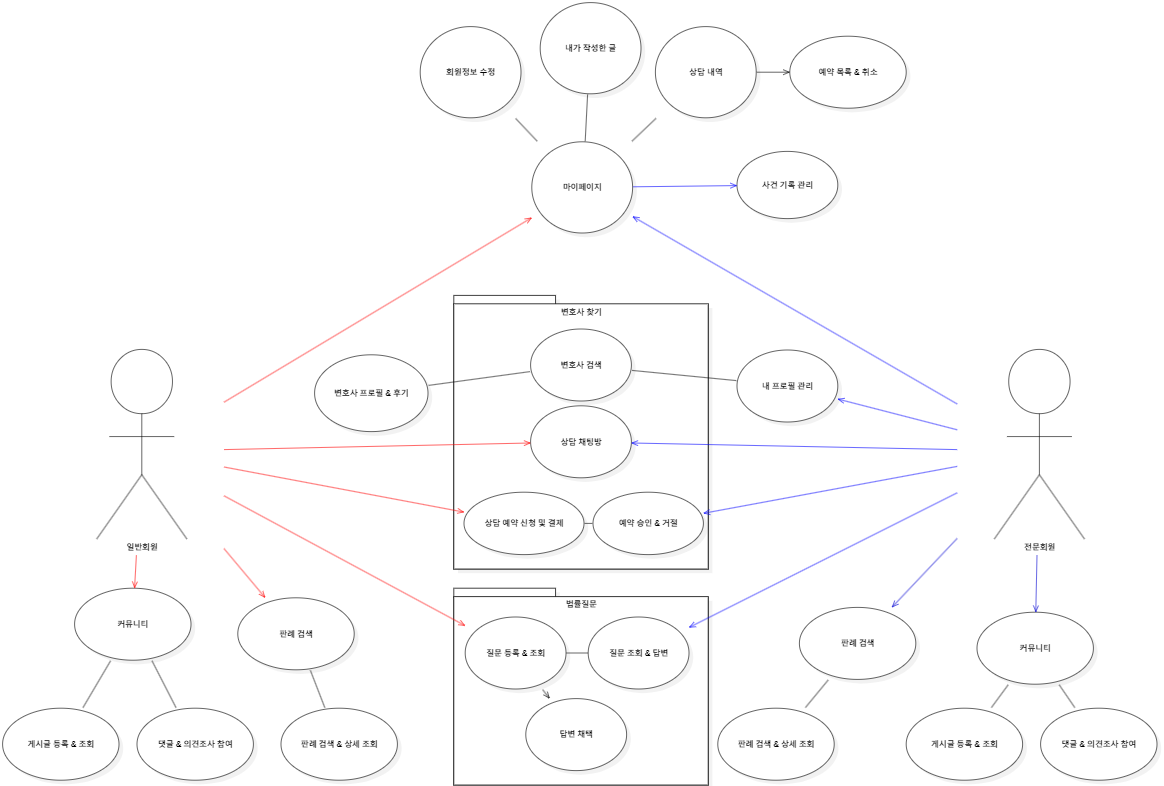 내가 작성한 글
회원정보 수정
상담 내역
예약 목록 & 취소
마이페이지
사건 기록 관리
변호사 찾기
변호사 검색
변호사 프로필 & 후기
내 프로필 관리
상담 채팅방
상담 예약 신청 및 결제
예약 승인 & 거절
일반회원
전문회원
법률질문
커뮤니티
판례 검색
질문 등록 & 조회
질문 조회 & 답변
판례 검색
커뮤니티
답변 채택
게시글 등록 & 조회
댓글 & 의견조사 참여
판례 검색 & 상세 조회
판례 검색 & 상세 조회
게시글 등록 & 조회
댓글 & 의견조사 참여